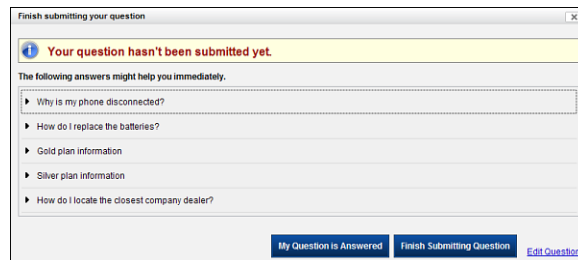 Finish submitting your question
Your question hasn't been submitted yet.
The following answers might help you immediately.
Why is my phone disconnected?
How do I replace the batteries?
Gold plan information
Silver plan information
How do I locate the closest company dealer?
My Question is Answered Finish Submitting Question Edit Question